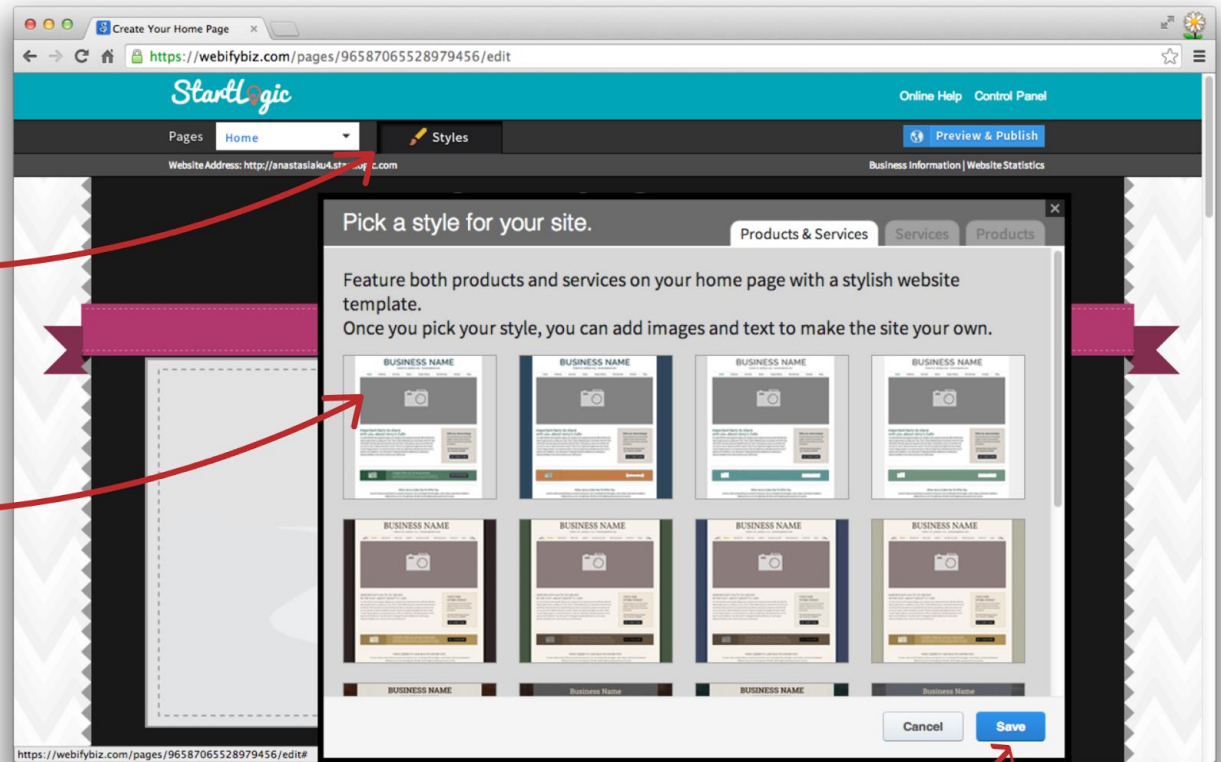 Create Your Home Page
https://webifybiz.com/pages/96587065528979456/edit
StartLogic
Online Help Control Panel
Pages Home Styles Preview & Publish
Website Address: http://anastasiaku4.startlogic.com
Business Information | Website Statistics
Pick a style for your site.
Products & Services Services Products
Feature both products and services on your home page with a stylish website
template.
Once you pick your style, you can add images and text to make the site your own.
BUSINESS NAME BUSINESS NAME BUSINESS NAME BUSINESS NAME
BUSINESS NAME BUSINESS NAME BUSINESS NAME BUSINESS NAME
BUSINESS NAME Business Name BUSINESS NAME Business Name
Cancel Save
https://webifybiz.com/pages/96587065528979456/edit#